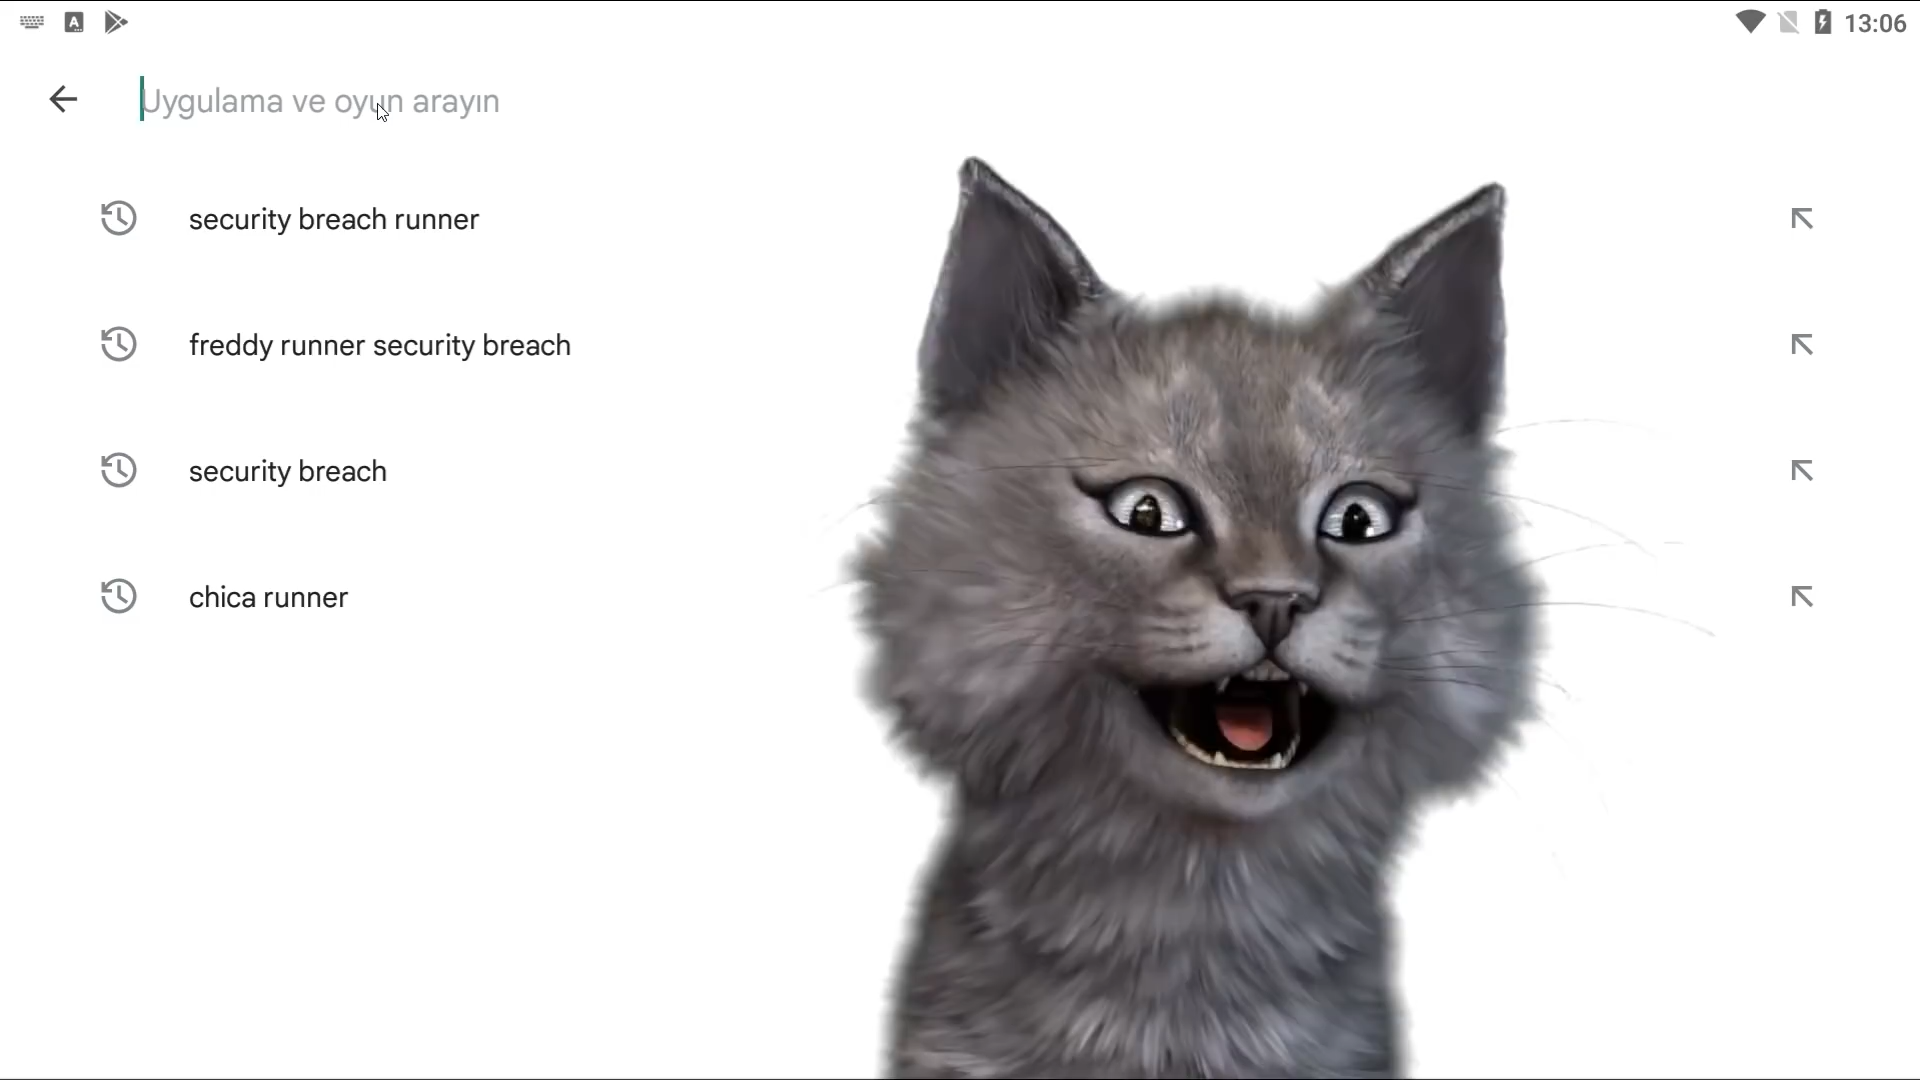 13:06
Uygulama ve oyun arayın
security breach runner
freddy runner security breach
security breach
chica runner